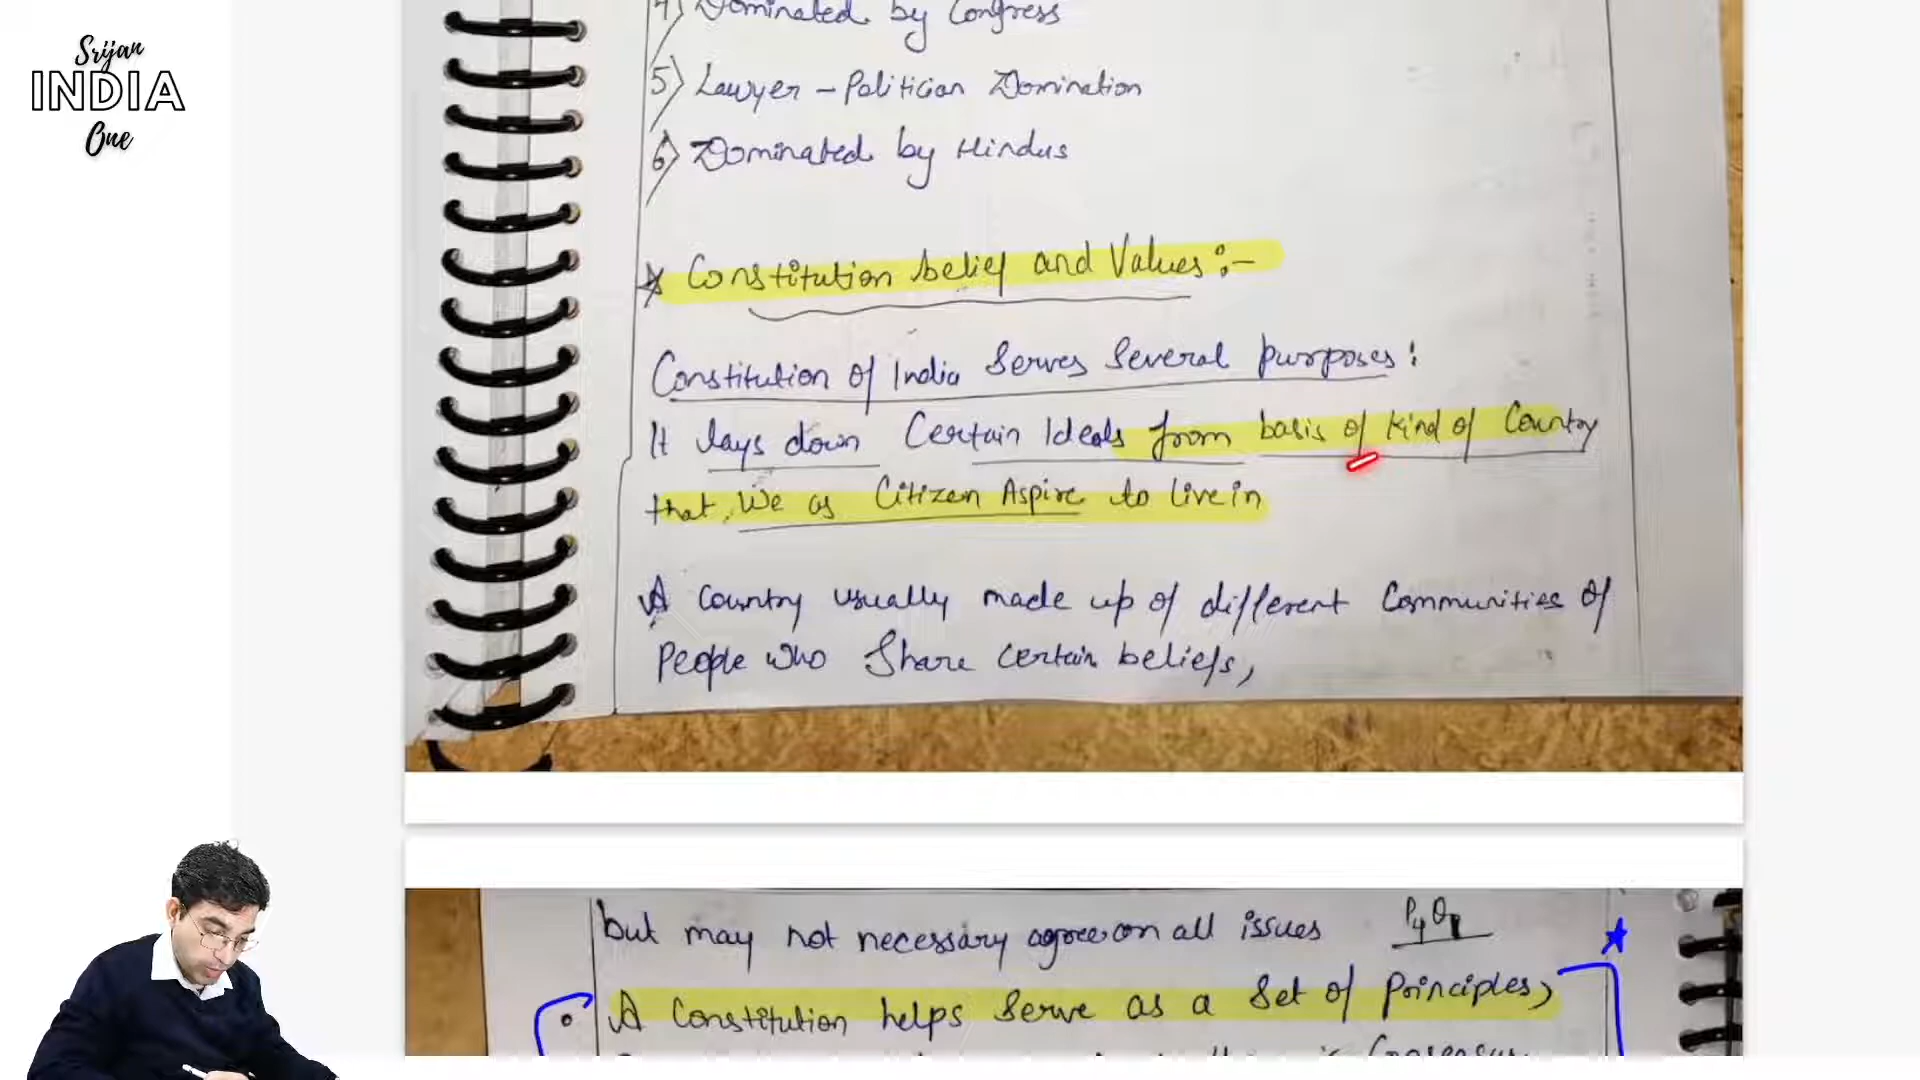 Srijan
INDIA
One
4) Dominated by Congress
5) Lawyer - Politician Domination
6) Dominated by Hindus
* Constitution belief and Values :-
Constitution of India Serves Several purposes :
It lays down Certain Ideals from basis of kind of Country
that We as Citizen Aspire to live in
A country usually made up of different Communities of
People who Share certain beliefs,
but may not necessary agree on all issues
• A Constitution helps Serve as a Set of Principles,
Consensus